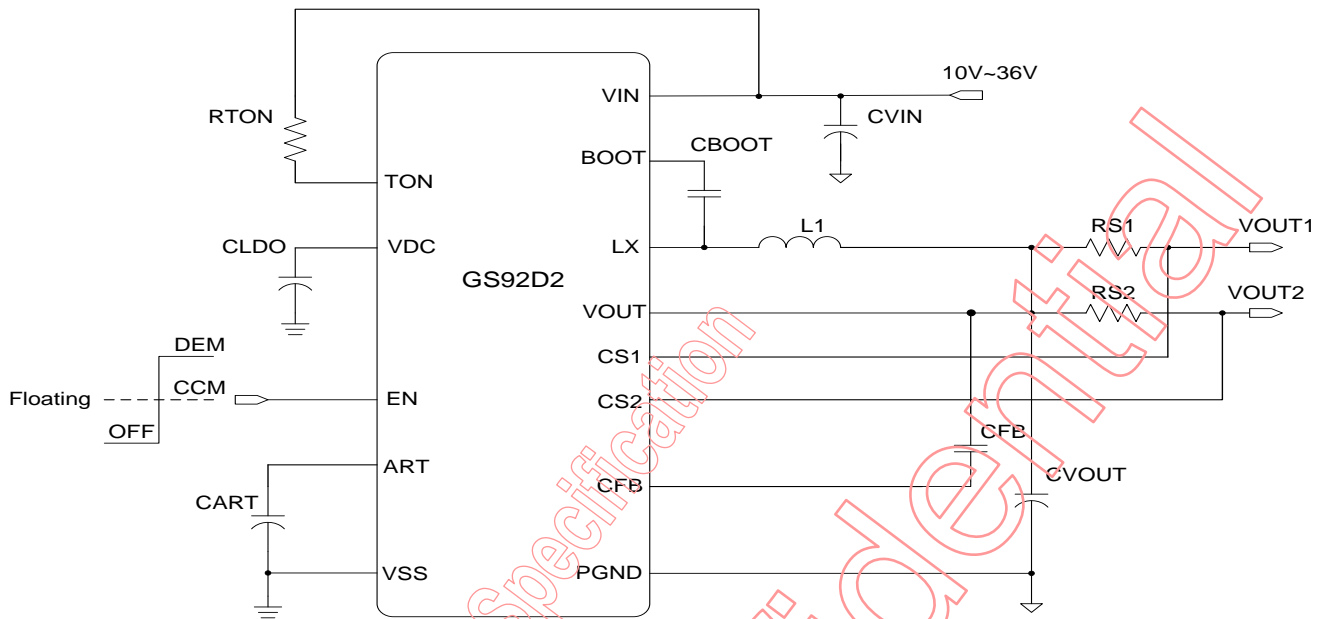 10V~36V
VIN
CVIN
RTON
BOOT
CBOOT
TON
L1
RS1
VOUT1
CLDO
VDC
LX
GS92D2
RS2
VOUT2
VOUT
DEM
CS1
CCM
Floating
EN
CS2
OFF
CFB
ART
CFB
CVOUT
CART
VSS
PGND
Specification
idential